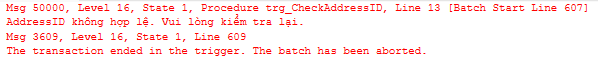 Msg 50000, Level 16, State 1, Procedure trg_CheckAddressID, Line 13 [Batch Start Line 607]
AddressID không hợp lệ. Vui lòng kiểm tra lại.
Msg 3609, Level 16, State 1, Line 609
The transaction ended in the trigger. The batch has been aborted.